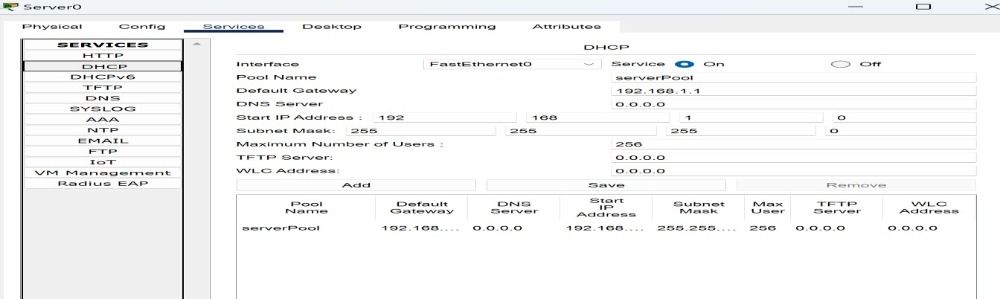 Server0
Physical Config Services Desktop Programming Attributes
SERVICES
HTTP
DHCP
DHCPv6
TFTP
DNS
SYSLOG
AAA
NTP
EMAIL
FTP
IoT
VM Management
Radius EAP
DHCP
Interface FastEthernet0 Service On Off
Pool Name serverPool
Default Gateway 192.168.1.1
DNS Server 0.0.0.0
Start IP Address : 192 168 1 0
Subnet Mask: 255 255 255 0
Maximum Number of Users : 256
TFTP Server: 0.0.0.0
WLC Address: 0.0.0.0
Add Save Remove
Pool Name Default Gateway DNS Server Start IP Address Subnet Mask Max User TFTP Server WLC Address
serverPool 192.168.... 0.0.0.0 192.168.... 255.255.... 256 0.0.0.0 0.0.0.0